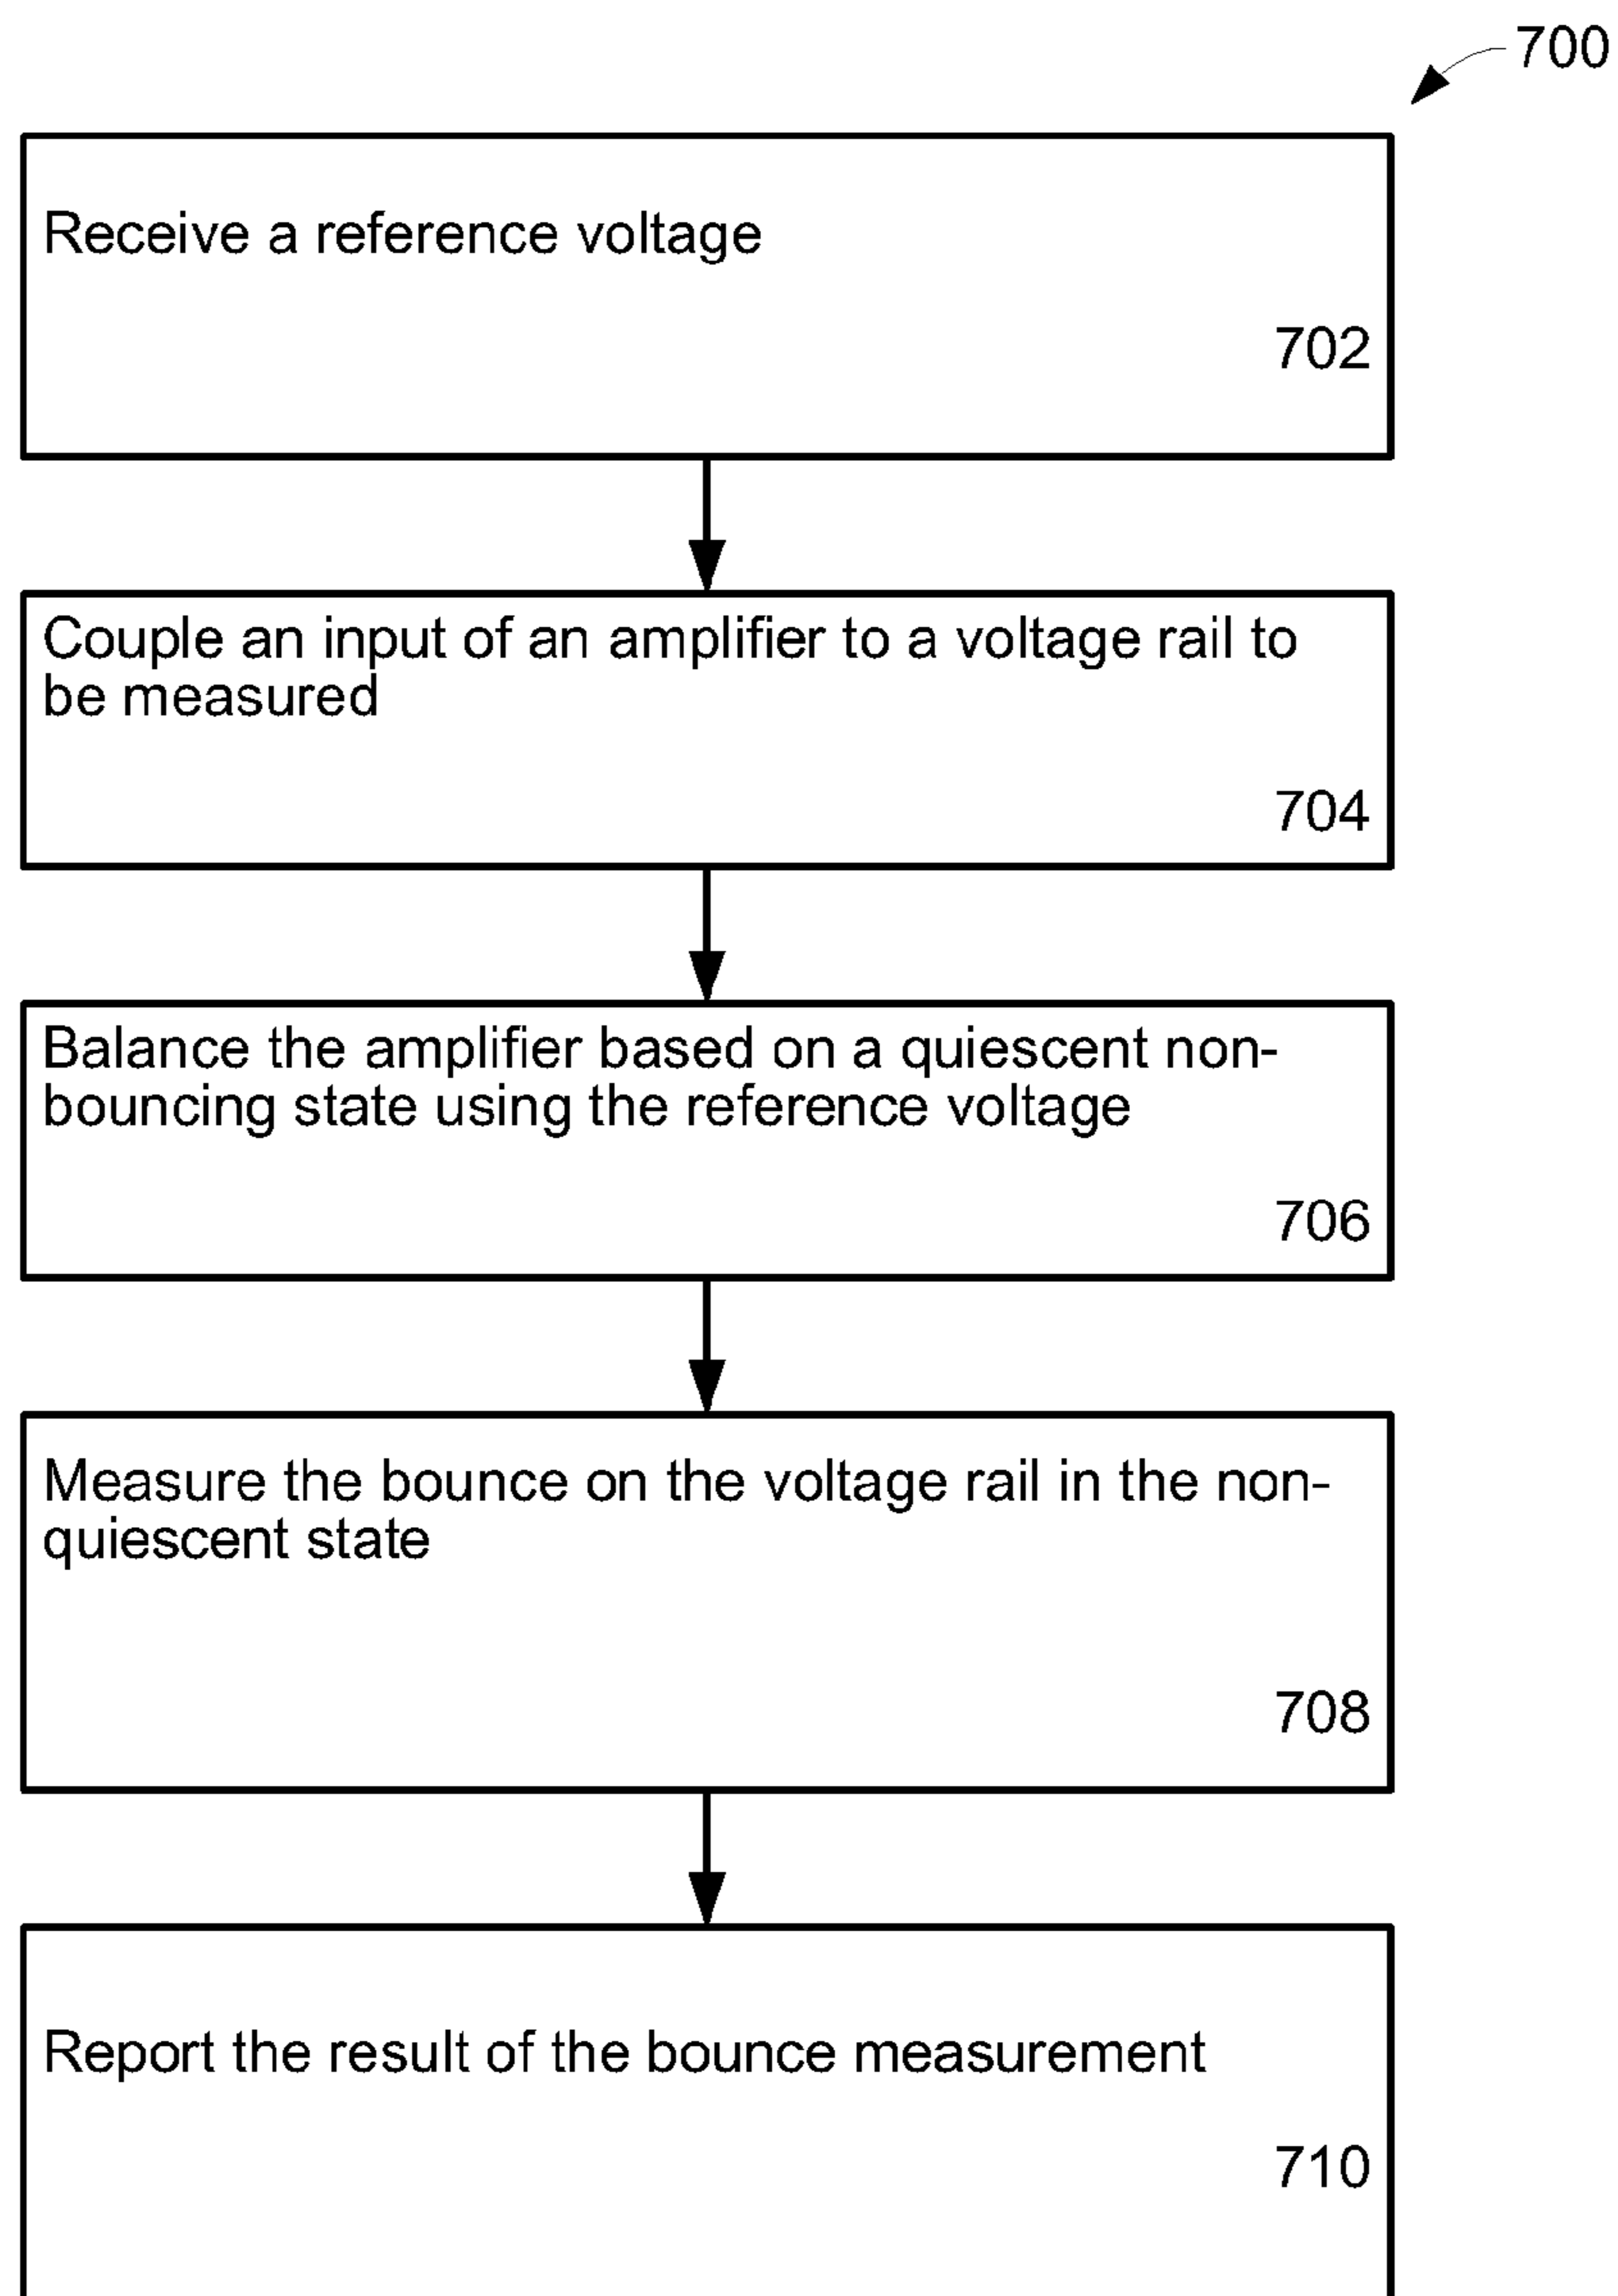 700
Receive a reference voltage
702
Couple an input of an amplifier to a voltage rail to
be measured
704
Balance the amplifier based on a quiescent non-
bouncing state using the reference voltage
706
Measure the bounce on the voltage rail in the non-
quiescent state
708
Report the result of the bounce measurement
710